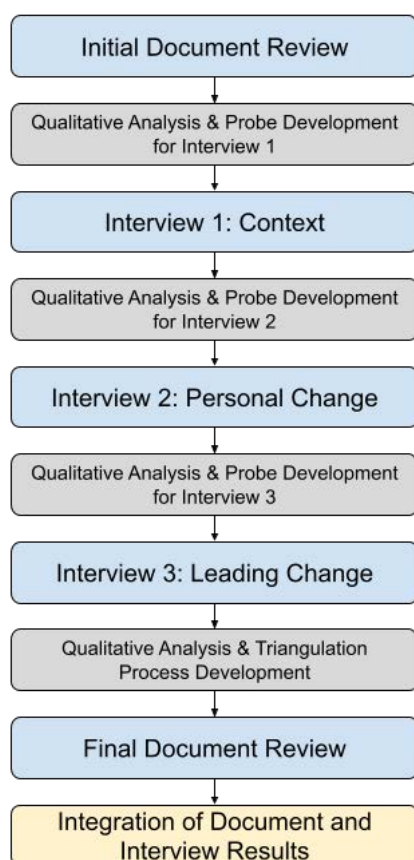 Initial Document Review
Qualitative Analysis & Probe Development
for Interview 1
Interview 1: Context
Qualitative Analysis & Probe Development
for Interview 2
Interview 2: Personal Change
Qualitative Analysis & Probe Development
for Interview 3
Interview 3: Leading Change
Qualitative Analysis & Triangulation
Process Development
Final Document Review
Integration of Document and
Interview Results